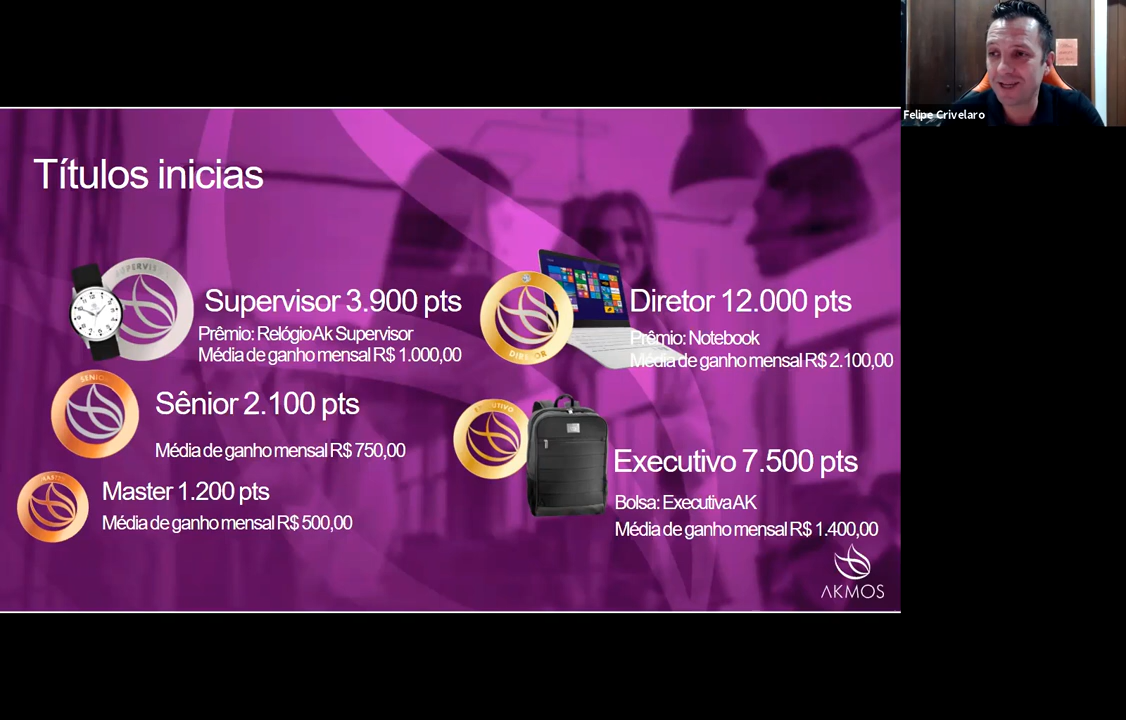 Felipe Crivelaro
Títulos inicias
SUPERVIS
Supervisor 3.900 pts
Prêmio: Relógio Ak Supervisor
Média de ganho mensal R$ 1.000,00
DIRETOR
Diretor 12.000 pts
Prêmio: Notebook
Média de ganho mensal R$ 2.100,00
SENIO
Sênior 2.100 pts
Média de ganho mensal R$ 750,00
Executivo 7.500 pts
Bolsa: Executiva AK
Média de ganho mensal R$ 1.400,00
Master 1.200 pts
Média de ganho mensal R$ 500,00
AKMOS